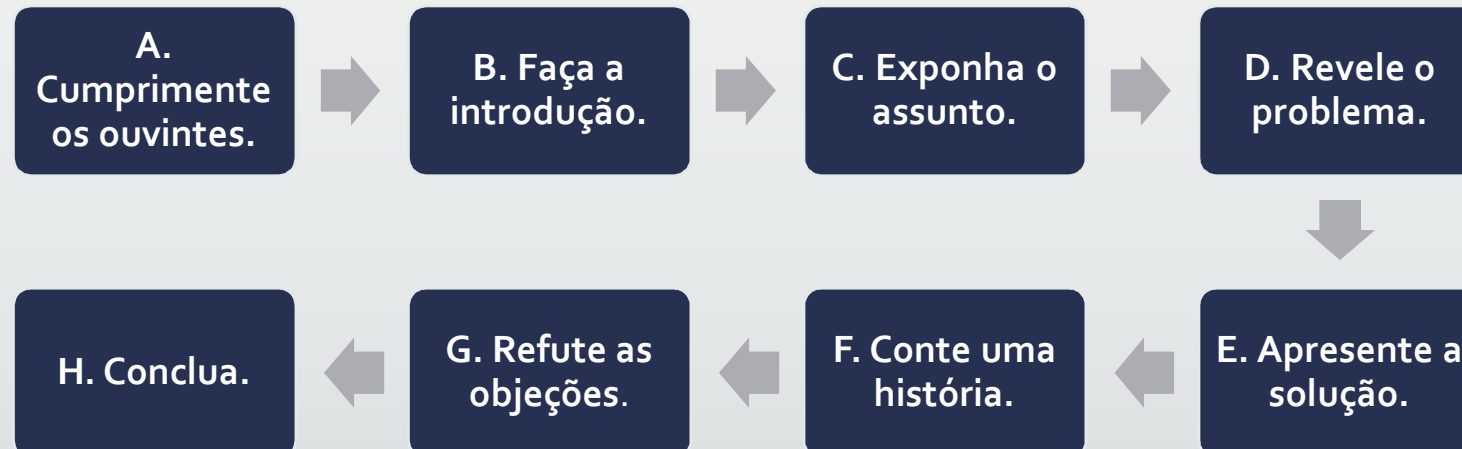 A.
Cumprimente
os ouvintes.
B. Faça a
introdução.
C. Exponha o
assunto.
D. Revele o
problema.
E. Apresente a
solução.
F. Conte uma
história.
G. Refute as
objeções.
H. Conclua.